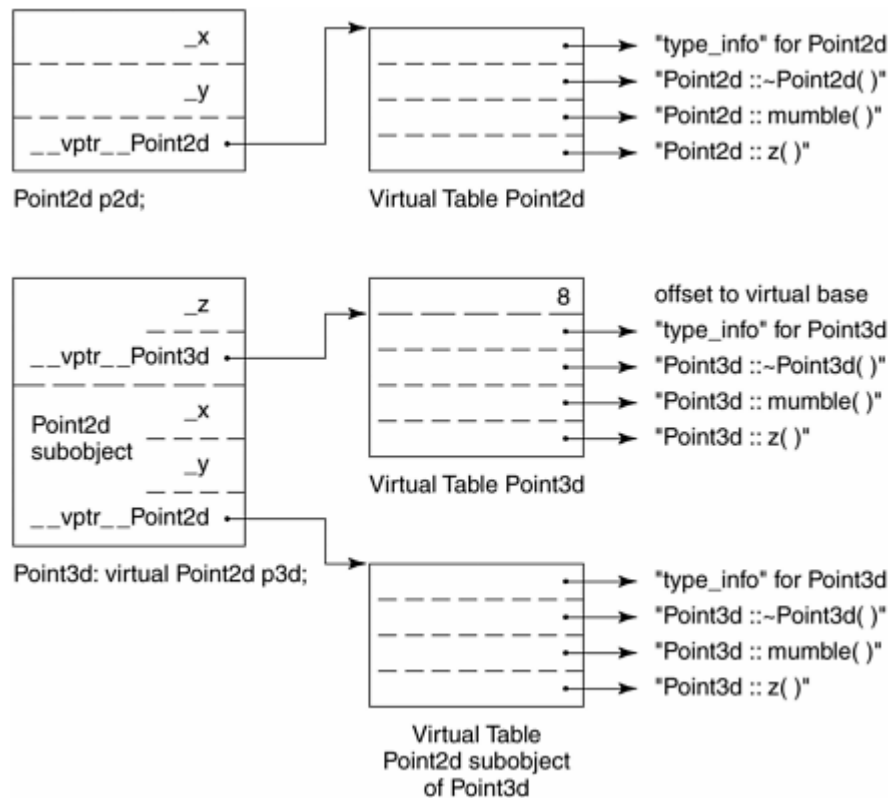 _x
_y
__vptr__Point2d
Point2d p2d;
"type_info" for Point2d
"Point2d ::~Point2d( )"
"Point2d :: mumble( )"
"Point2d :: z( )"
Virtual Table Point2d
_z
__vptr__Point3d
Point2d
subobject
_x
_y
__vptr__Point2d
Point3d: virtual Point2d p3d;
8
offset to virtual base
"type_info" for Point3d
"Point3d ::~Point3d( )"
"Point3d :: mumble( )"
"Point3d :: z( )"
Virtual Table Point3d
"type_info" for Point3d
"Point3d ::~Point3d( )"
"Point3d :: mumble( )"
"Point3d :: z( )"
Virtual Table
Point2d subobject
of Point3d